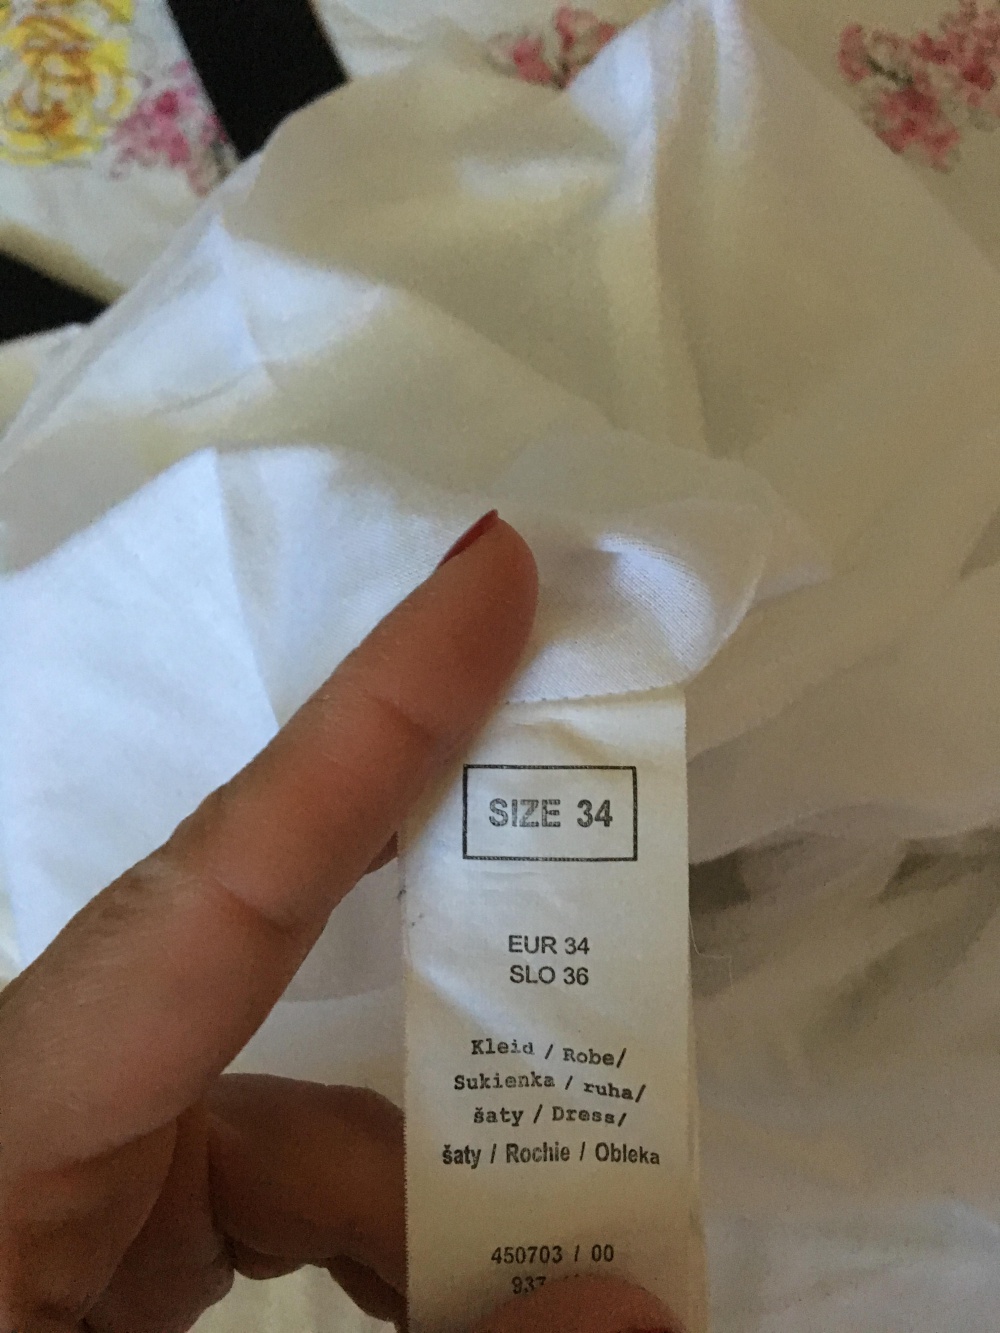 SIZE 34
EUR 34
SLO 36
Kleid / Robe/
Sukienka / ruha/
šaty / Dress/
šaty / Rochie / Obleka
450703 / 00